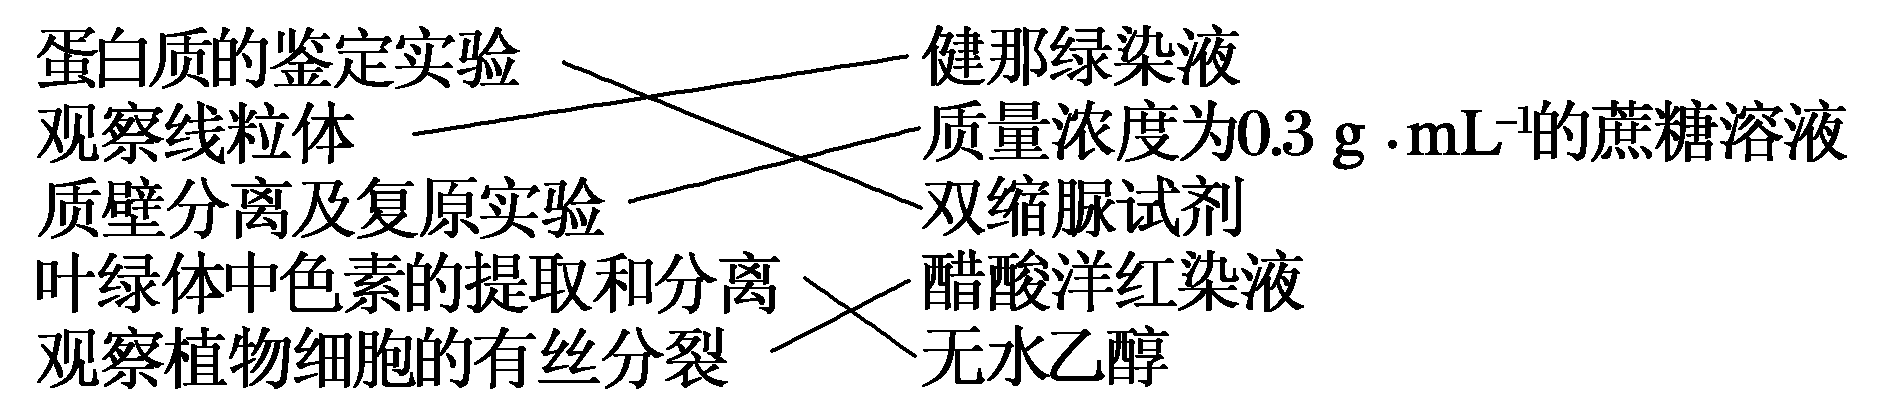 蛋白质的鉴定实验 健那绿染液
观察线粒体 质量浓度为0.3 g·mL⁻¹的蔗糖溶液
质壁分离及复原实验 双缩脲试剂
叶绿体中色素的提取和分离 醋酸洋红染液
观察植物细胞的有丝分裂 无水乙醇